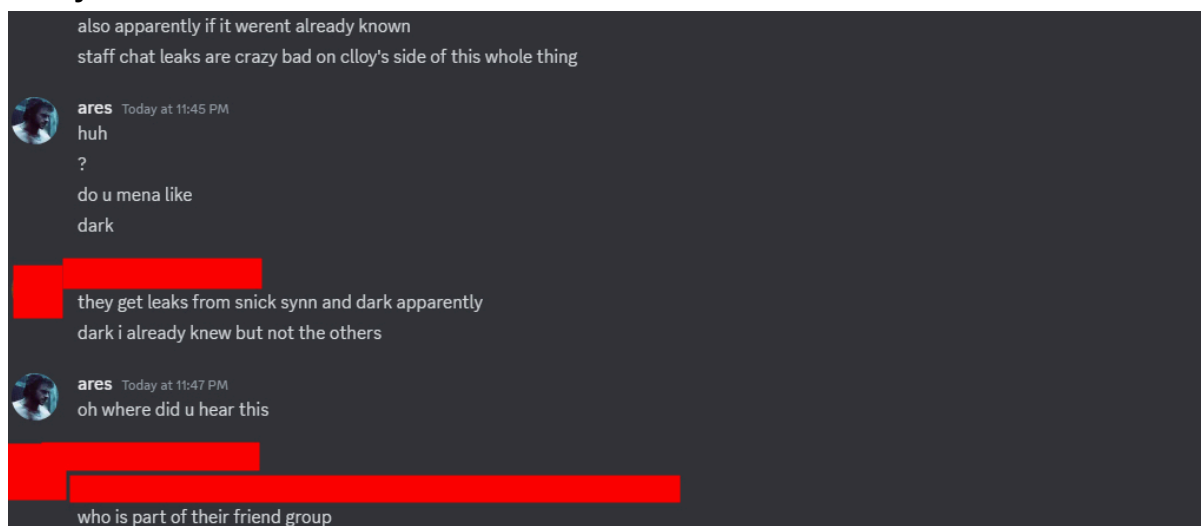 also apparently if it werent already known
staff chat leaks are crazy bad on clloy's side of this whole thing
ares Today at 11:45 PM
huh
?
do u mena like
dark
they get leaks from snick synn and dark apparently
dark i already knew but not the others
ares Today at 11:47 PM
oh where did u hear this
who is part of their friend group